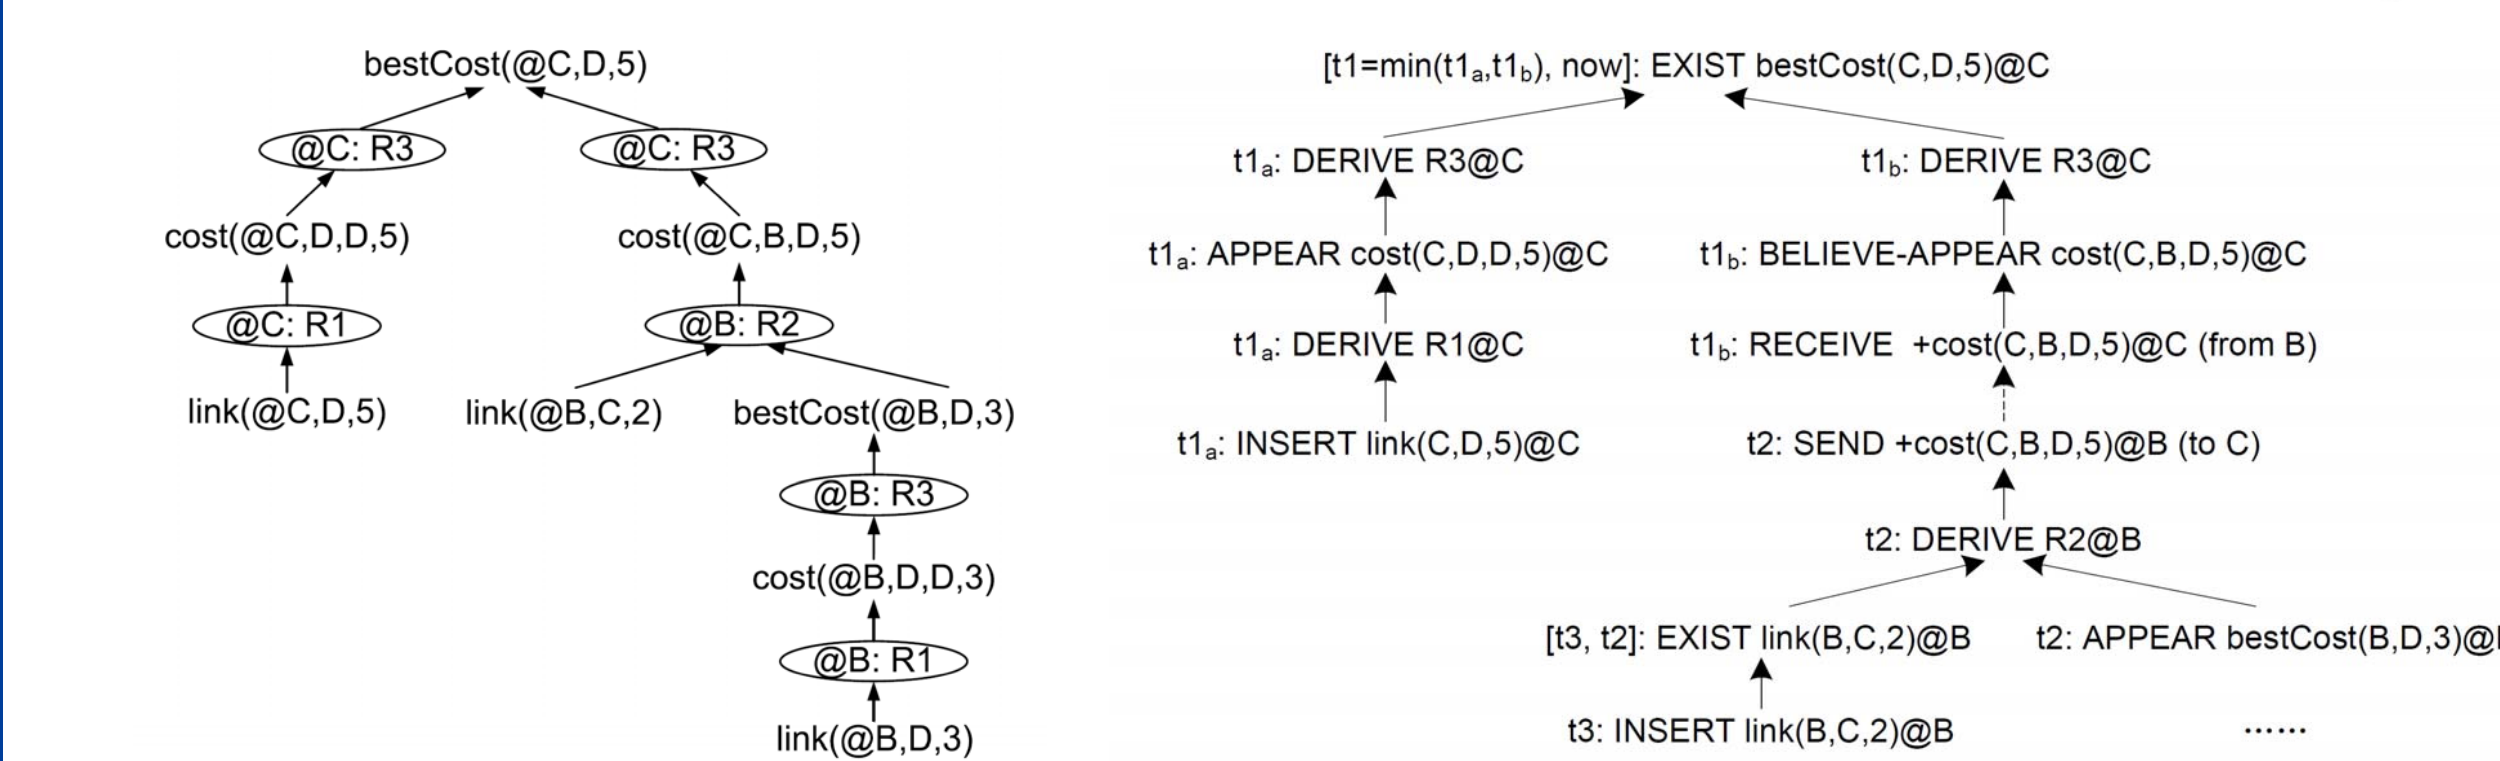 bestCost(@C,D,5)
@C: R3
@C: R3
cost(@C,D,D,5)
cost(@C,B,D,5)
@C: R1
@B: R2
link(@C,D,5)
link(@B,C,2)
bestCost(@B,D,3)
@B: R3
cost(@B,D,D,3)
@B: R1
link(@B,D,3)
[t1=min(t1a,t1b), now]: EXIST bestCost(C,D,5)@C
t1a: DERIVE R3@C
t1b: DERIVE R3@C
t1a: APPEAR cost(C,D,D,5)@C
t1b: BELIEVE-APPEAR cost(C,B,D,5)@C
t1a: DERIVE R1@C
t1b: RECEIVE +cost(C,B,D,5)@C (from B)
t1a: INSERT link(C,D,5)@C
t2: SEND +cost(C,B,D,5)@B (to C)
t2: DERIVE R2@B
[t3, t2]: EXIST link(B,C,2)@B
t2: APPEAR bestCost(B,D,3)@
t3: INSERT link(B,C,2)@B
......